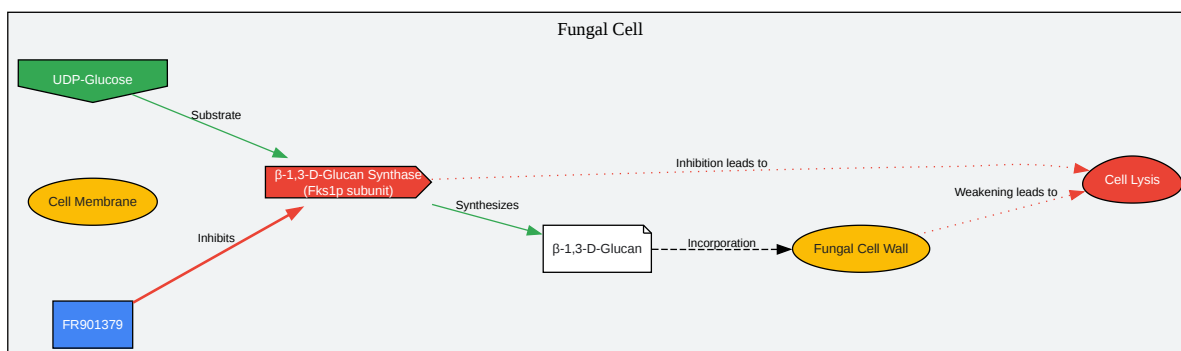 Fungal Cell
UDP-Glucose
Substrate
β-1,3-D-Glucan Synthase
(Fks1p subunit)
Inhibition leads to
Cell Lysis
Cell Membrane
Weakening leads to
Synthesizes
Inhibits
β-1,3-D-Glucan
Incorporation
Fungal Cell Wall
FR901379